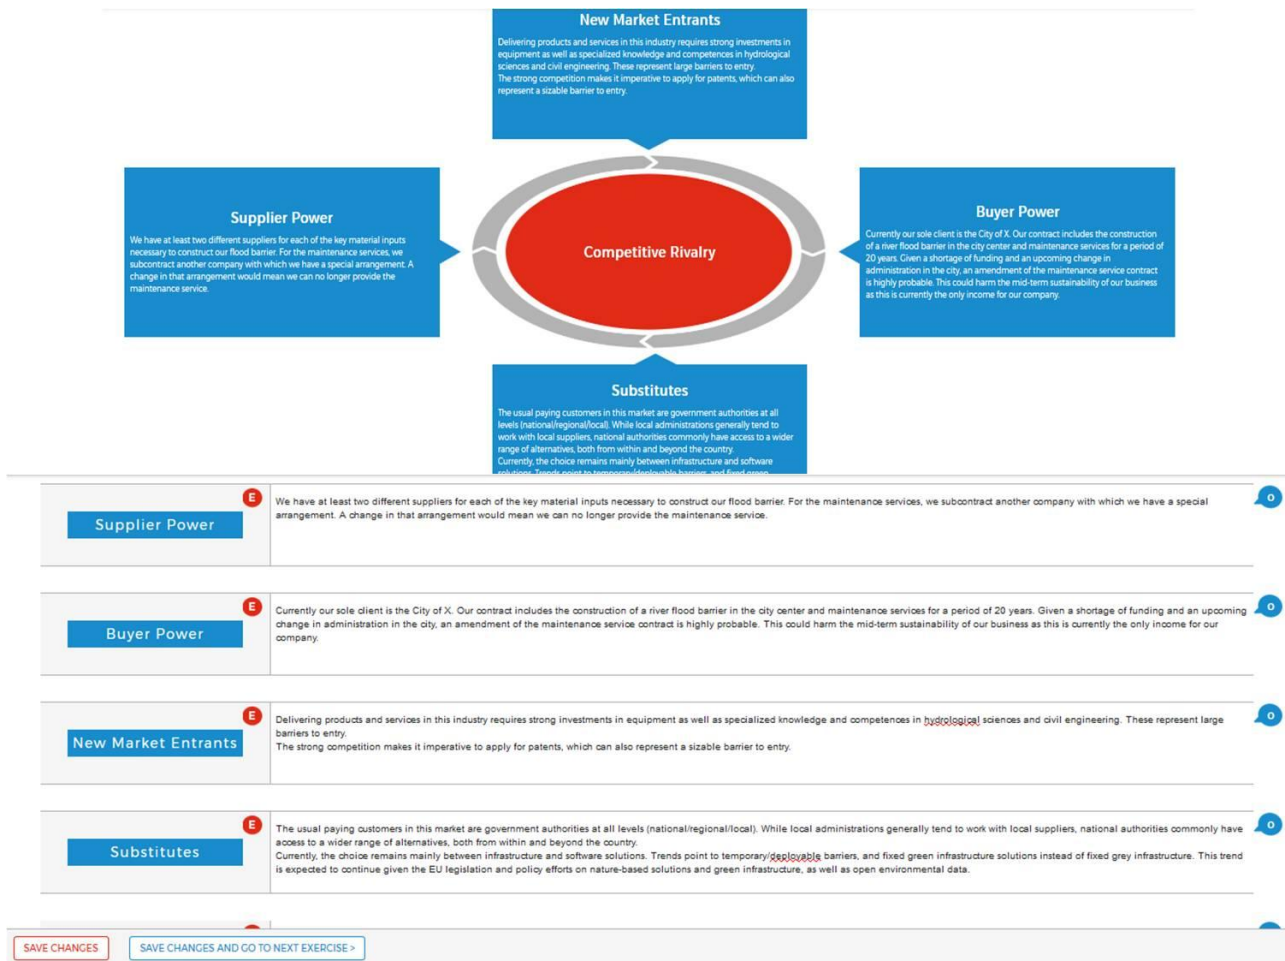 New Market Entrants
Delivering products and services in this industry requires strong investments in
equipment as well as specialized knowledge and competences in hydrological
sciences and civil engineering. These represent large barriers to entry.
The strong competition makes it imperative to apply for patents, which can also
represent a sizable barrier to entry.
Supplier Power
We have at least two different suppliers for each of the key material inputs
necessary to construct our flood barrier. For the maintenance services, we
subcontract another company with which we have a special arrangement. A
change in that arrangement would mean we can no longer provide the
maintenance service.
Competitive Rivalry
Buyer Power
Currently our sole client is the City of X. Our contract includes the construction
of a river flood barrier in the city center and maintenance services for a period of
20 years. Given a shortage of funding and an upcoming change in
administration in the city, an amendment of the maintenance service contract
is highly probable. This could harm the mid-term sustainability of our business
as this is currently the only income for our company.
Substitutes
The usual paying customers in this market are government authorities at all
levels (national/regional/local). While local administrations generally tend to
work with local suppliers, national authorities commonly have access to a wider
range of alternatives, both from within and beyond the country.
Currently, the choice remains mainly between infrastructure and software
solutions. Trends point to temporary/deployable barriers, and fixed green
E
Supplier Power
We have at least two different suppliers for each of the key material inputs necessary to construct our flood barrier. For the maintenance services, we subcontract another company with which we have a special
arrangement. A change in that arrangement would mean we can no longer provide the maintenance service.
0
E
Buyer Power
Currently our sole client is the City of X. Our contract includes the construction of a river flood barrier in the city center and maintenance services for a period of 20 years. Given a shortage of funding and an upcoming
change in administration in the city, an amendment of the maintenance service contract is highly probable. This could harm the mid-term sustainability of our business as this is currently the only income for our
company.
0
E
New Market Entrants
Delivering products and services in this industry requires strong investments in equipment as well as specialized knowledge and competences in hydrological sciences and civil engineering. These represent large
barriers to entry.
The strong competition makes it imperative to apply for patents, which can also represent a sizable barrier to entry.
0
E
Substitutes
The usual paying customers in this market are government authorities at all levels (national/regional/local). While local administrations generally tend to work with local suppliers, national authorities commonly have
access to a wider range of alternatives, both from within and beyond the country.
Currently, the choice remains mainly between infrastructure and software solutions. Trends point to temporary/deployable barriers, and fixed green infrastructure solutions instead of fixed grey infrastructure. This trend
is expected to continue given the EU legislation and policy efforts on nature-based solutions and green infrastructure, as well as open environmental data.
0
SAVE CHANGES
SAVE CHANGES AND GO TO NEXT EXERCISE >